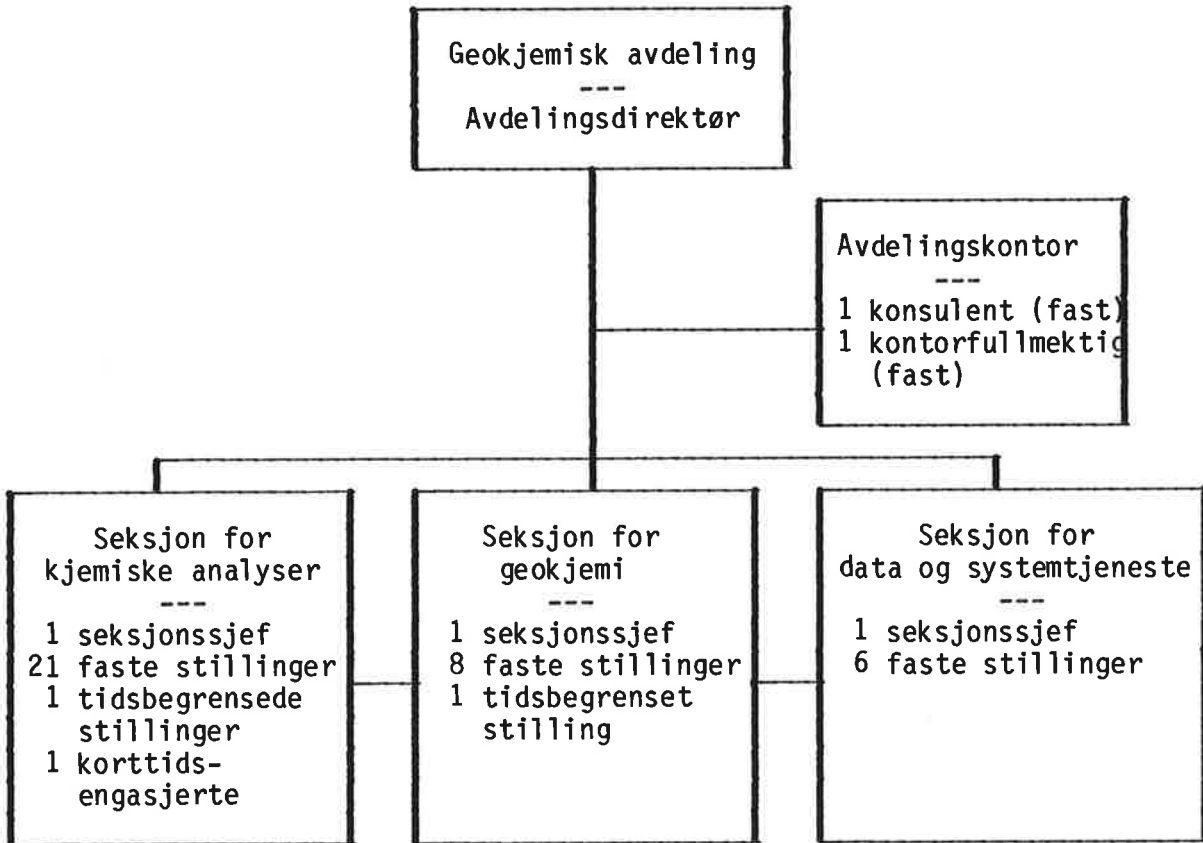 Geokjemisk avdeling
---
Avdelingsdirektør
Avdelingskontor
---
1 konsulent (fast)
1 kontorfullmektig
(fast)
Seksjon for
kjemiske analyser
---
1 seksjonssjef
21 faste stillinger
1 tidsbegrensede
stillinger
1 korttids-
engasjerte
Seksjon for
geokjemi
---
1 seksjonssjef
8 faste stillinger
1 tidsbegrenset
stilling
Seksjon for
data og systemtjeneste
---
1 seksjonssjef
6 faste stillinger